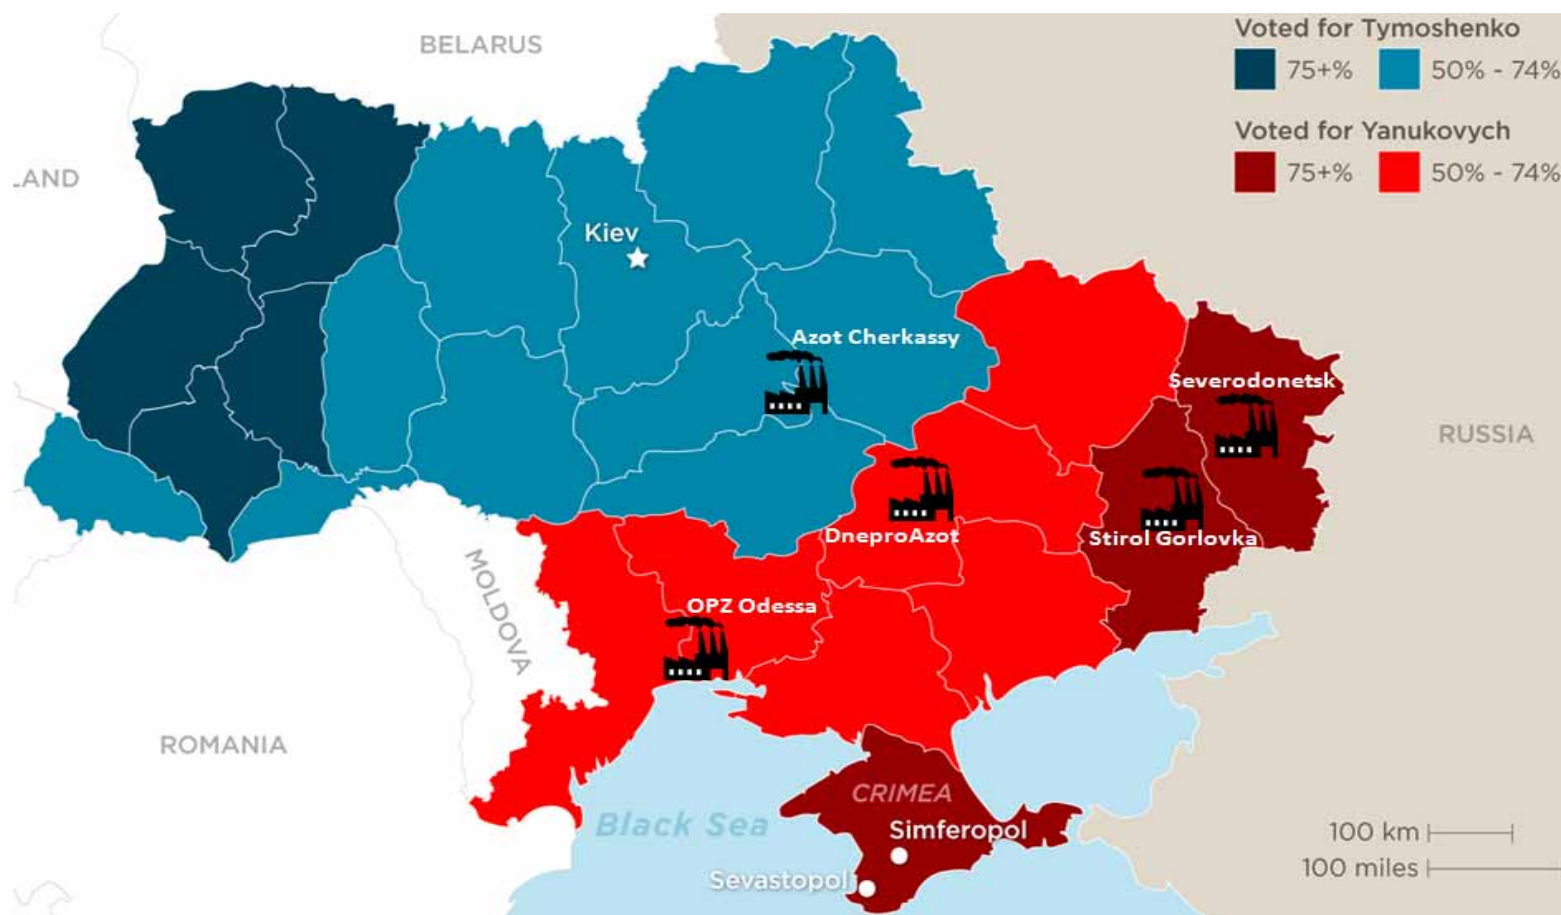 BELARUS
Voted for Tymoshenko
75+% 50% - 74%
Voted for Yanukovych
75+% 50% - 74%
LAND
Kiev
Azot Cherkassy
Severodonetsk
RUSSIA
DneproAzot
Stirol Gorlovka
MOLDOVA
OPZ Odessa
ROMANIA
CRIMEA
Black Sea
Simferopol
100 km
100 miles
Sevastopol